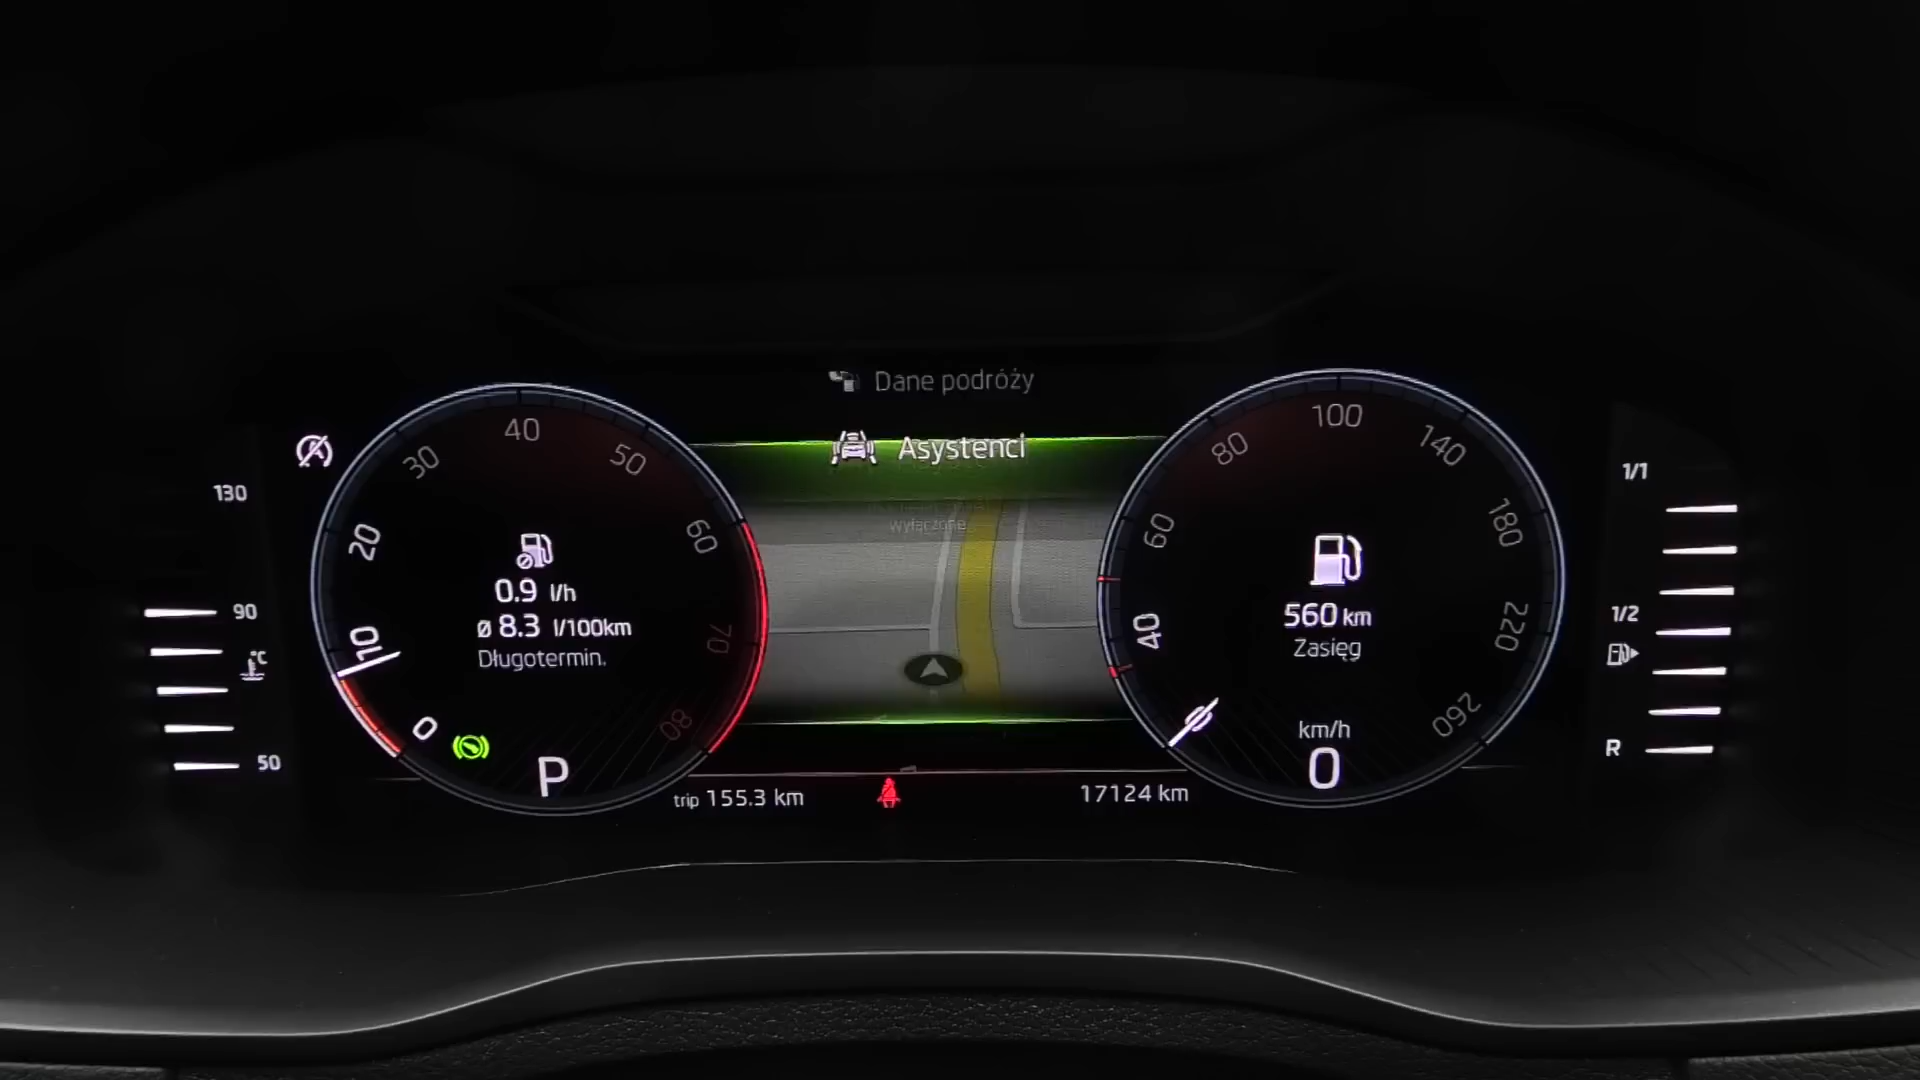 Dane podróży
Asystenci
wyłączone
130
90
°C
50
0
10
20
30
40
50
60
70
80
0.9 l/h
ø 8.3 l/100km
Długotermin.
P
trip 155.3 km
17124 km
40
60
80
100
140
180
220
260
560 km
Zasięg
km/h
0
1/1
1/2
R